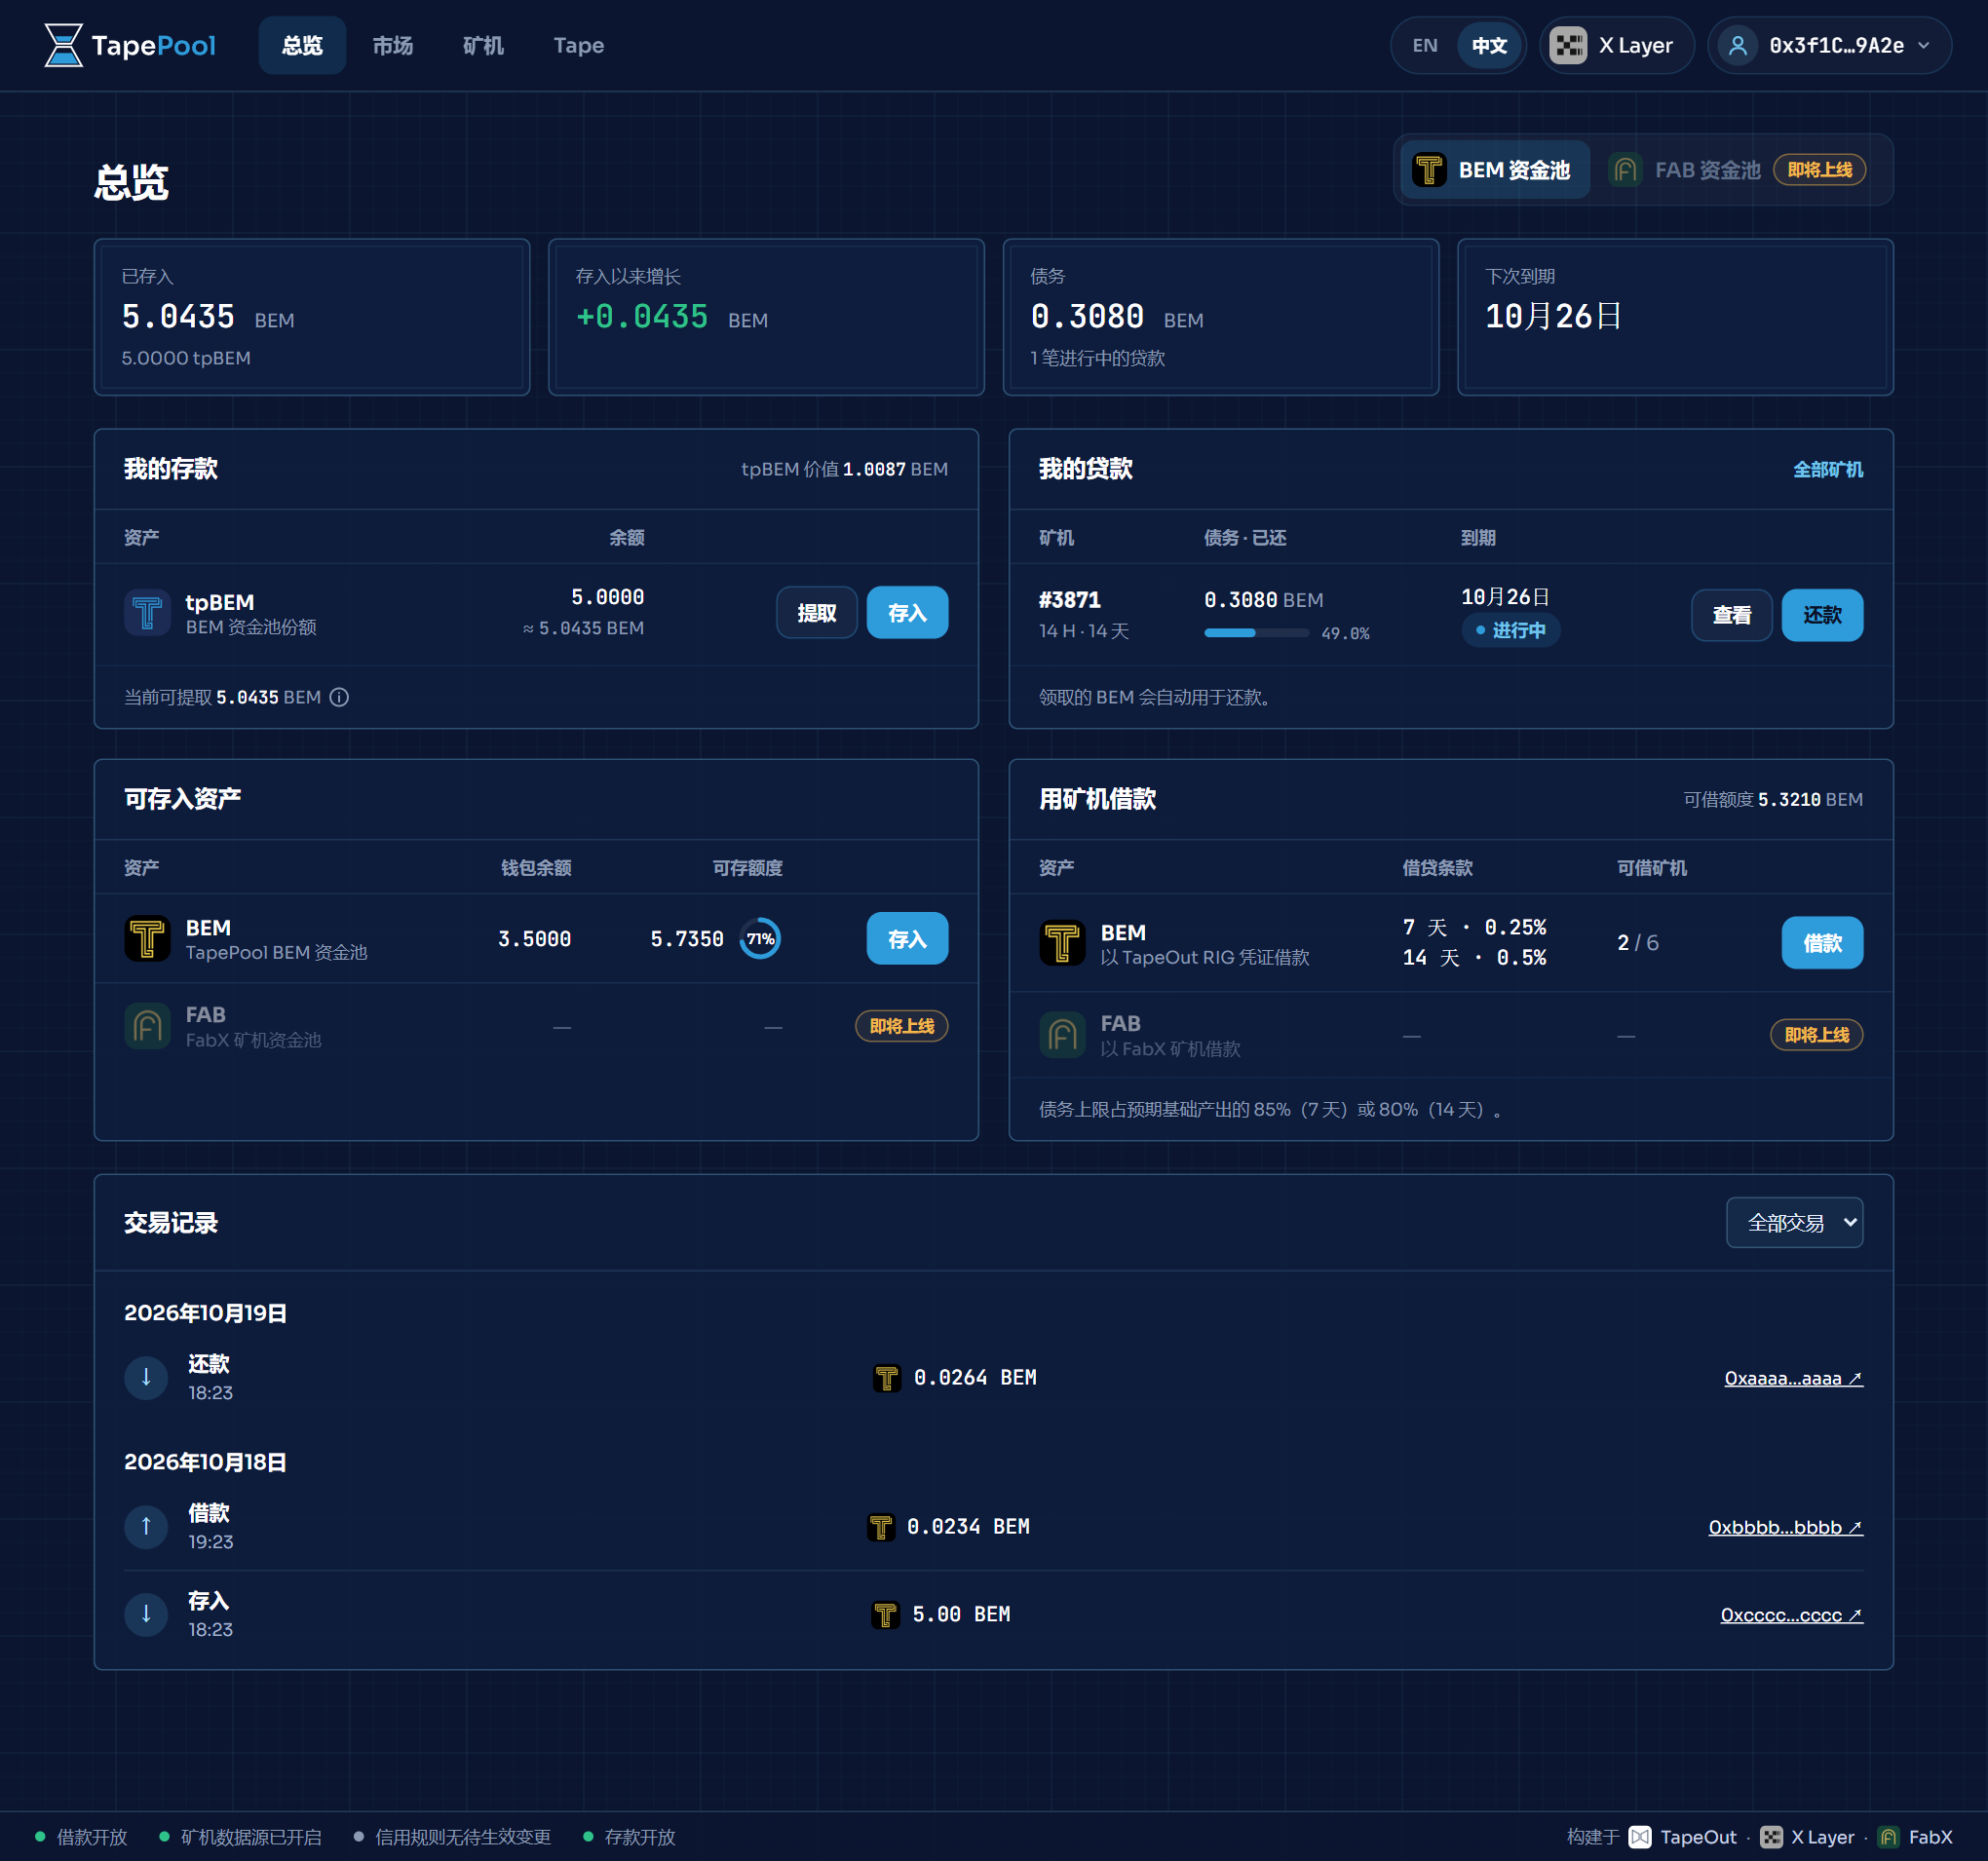 TapePool
总览
市场
矿机
Tape
EN
中文
X Layer
0x3f1C…9A2e
总览
BEM 资金池
FAB 资金池
即将上线
已存入
5.0435 BEM
5.0000 tpBEM
存入以来增长
+0.0435 BEM
债务
0.3080 BEM
1 笔进行中的贷款
下次到期
10月26日
我的存款
tpBEM 价值 1.0087 BEM
资产
余额
tpBEM
BEM 资金池份额
5.0000
≈ 5.0435 BEM
提取
存入
当前可提取 5.0435 BEM
我的贷款
全部矿机
矿机
债务 · 已还
到期
#3871
14 H · 14 天
0.3080 BEM
49.0%
10月26日
进行中
查看
还款
领取的 BEM 会自动用于还款。
可存入资产
资产
钱包余额
可存额度
BEM
TapePool BEM 资金池
3.5000
5.7350
71%
存入
FAB
FabX 矿机资金池
—
—
即将上线
用矿机借款
可借额度 5.3210 BEM
资产
借贷条款
可借矿机
BEM
以 TapeOut RIG 凭证借款
7 天 · 0.25%
14 天 · 0.5%
2 / 6
借款
FAB
以 FabX 矿机借款
—
—
即将上线
债务上限占预期基础产出的 85%（7 天）或 80%（14 天）。
交易记录
全部交易
2026年10月19日
↓
还款
18:23
0.0264 BEM
0xaaaa…aaaa ↗
2026年10月18日
↑
借款
19:23
0.0234 BEM
0xbbbb…bbbb ↗
↓
存入
18:23
5.00 BEM
0xcccc…cccc ↗
借款开放
矿机数据源已开启
信用规则无待生效变更
存款开放
构建于 TapeOut · X Layer · FabX